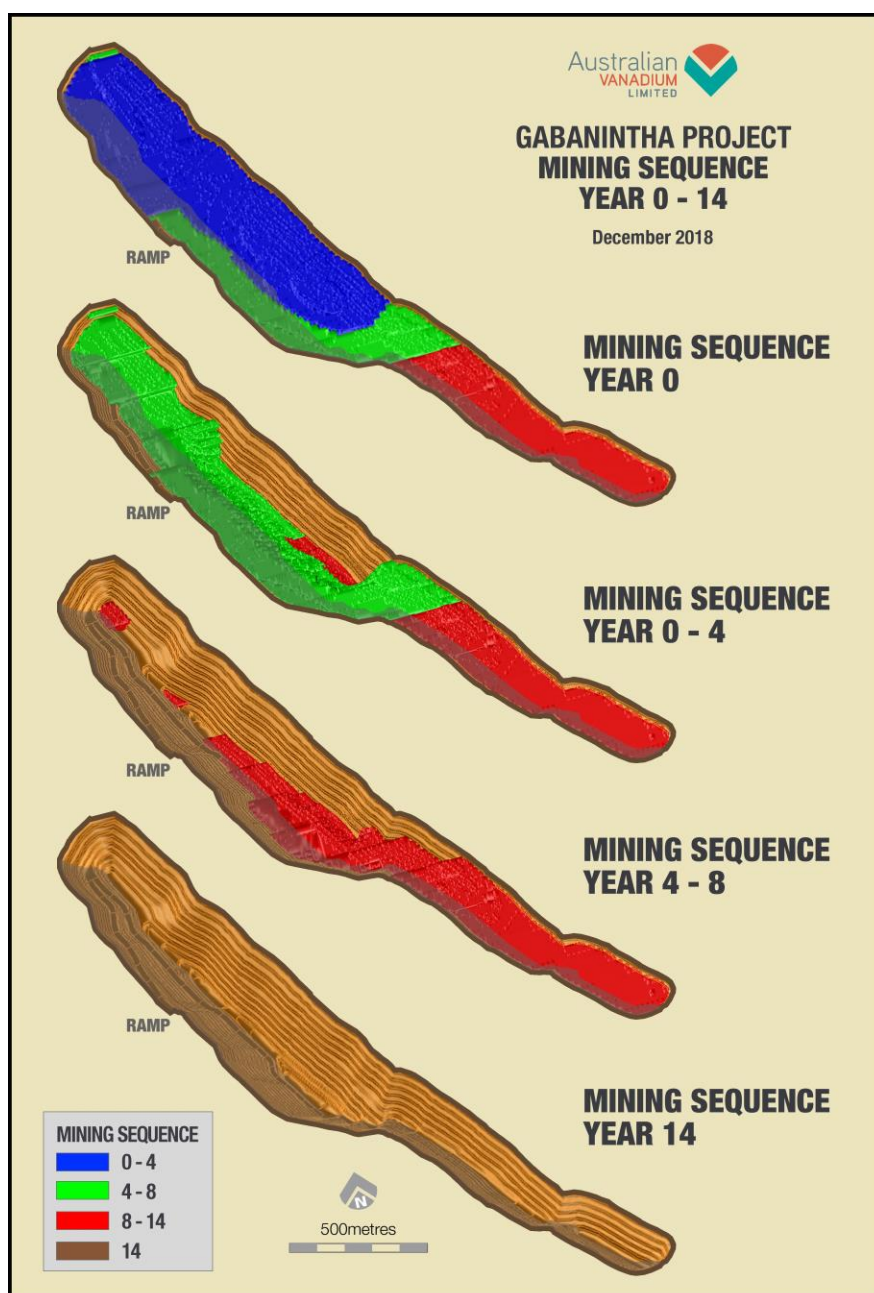 Australian
VANADIUM
LIMITED
GABANINTHA PROJECT
MINING SEQUENCE
YEAR 0 - 14
December 2018
RAMP
MINING SEQUENCE
YEAR 0
RAMP
MINING SEQUENCE
YEAR 0 - 4
RAMP
MINING SEQUENCE
YEAR 4 - 8
RAMP
MINING SEQUENCE
YEAR 14
MINING SEQUENCE
0 - 4
4 - 8
8 - 14
14
N
500metres